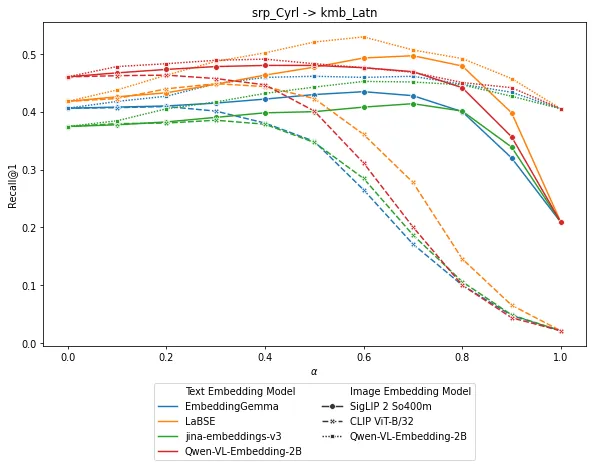 srp_Cyrl -> kmb_Latn
Recall@1
0.5
0.4
0.3
0.2
0.1
0.0
0.0 0.2 0.4 0.6 0.8 1.0
α
Text Embedding Model Image Embedding Model
EmbeddingGemma SigLIP 2 So400m
LaBSE CLIP ViT-B/32
jina-embeddings-v3 Qwen-VL-Embedding-2B
Qwen-VL-Embedding-2B